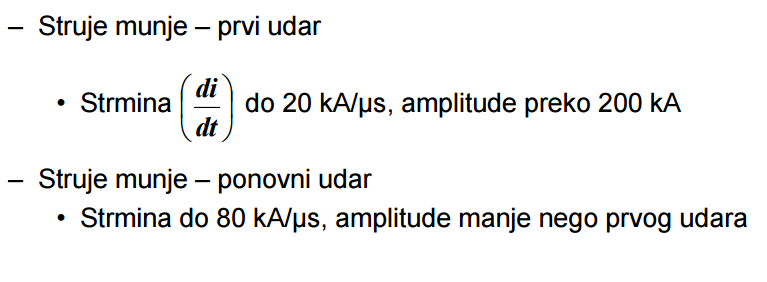 – Struje munje – prvi udar
• Strmina (di/dt) do 20 kA/µs, amplitude preko 200 kA
– Struje munje – ponovni udar
• Strmina do 80 kA/µs, amplitude manje nego prvog udara